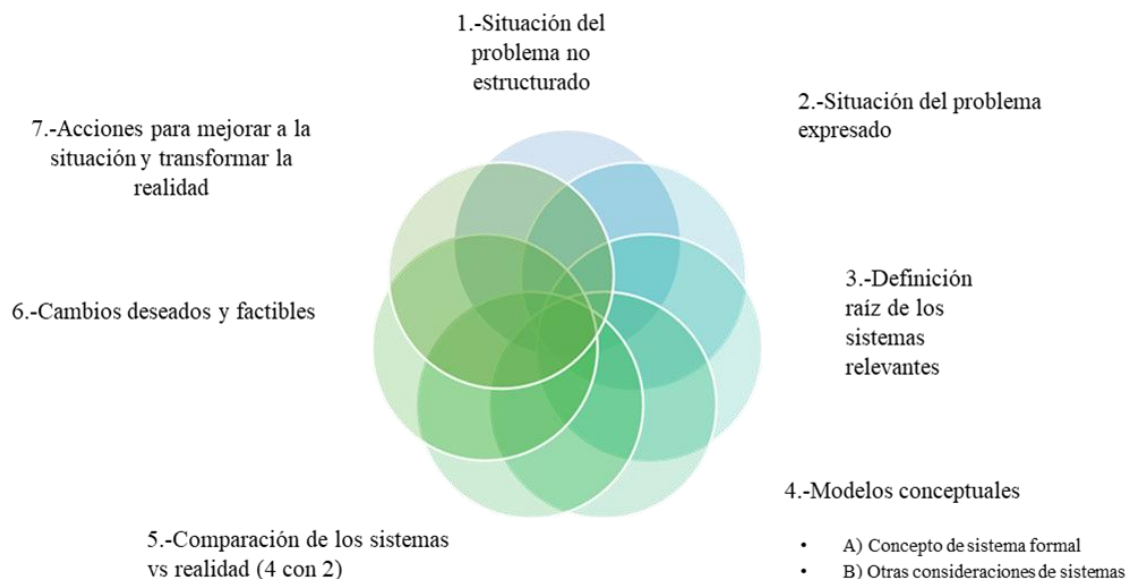 1.-Situación del
problema no
estructurado
2.-Situación del problema
expresado
3.-Definición
raíz de los
sistemas
relevantes
4.-Modelos conceptuales
• A) Concepto de sistema formal
• B) Otras consideraciones de sistemas
5.-Comparación de los sistemas
vs realidad (4 con 2)
6.-Cambios deseados y factibles
7.-Acciones para mejorar a la
situación y transformar la
realidad